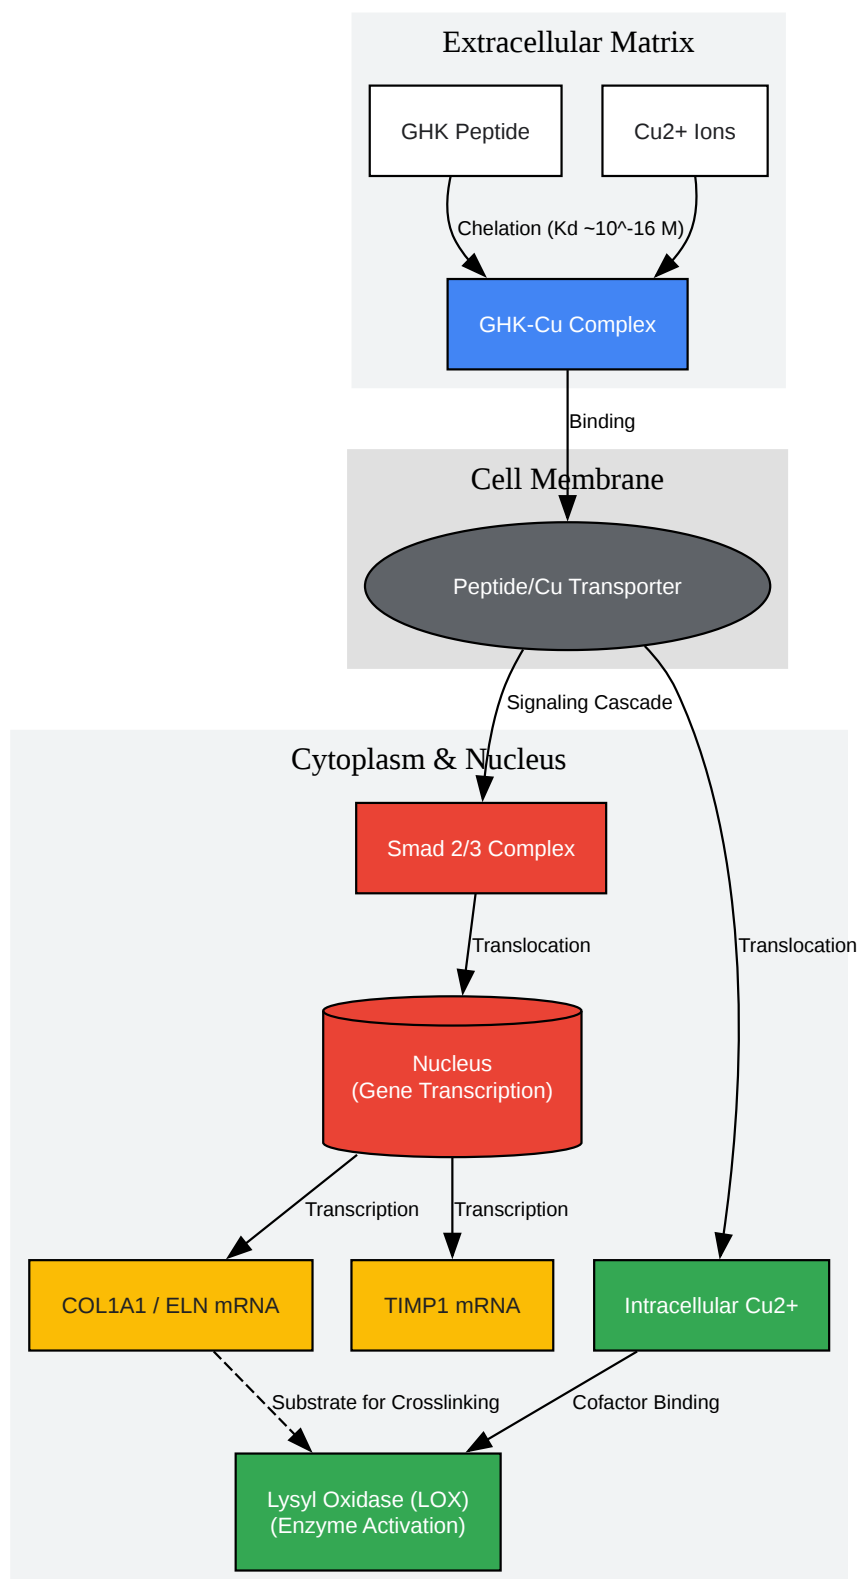 Extracellular Matrix
GHK Peptide
Cu2+ Ions
Chelation (Kd ~10^-16 M)
GHK-Cu Complex
Binding
Cell Membrane
Peptide/Cu Transporter
Signaling Cascade
Cytoplasm & Nucleus
Smad 2/3 Complex
Translocation
Translocation
Nucleus
(Gene Transcription)
Transcription
Transcription
COL1A1 / ELN mRNA
TIMP1 mRNA
Intracellular Cu2+
Substrate for Crosslinking
Cofactor Binding
Lysyl Oxidase (LOX)
(Enzyme Activation)